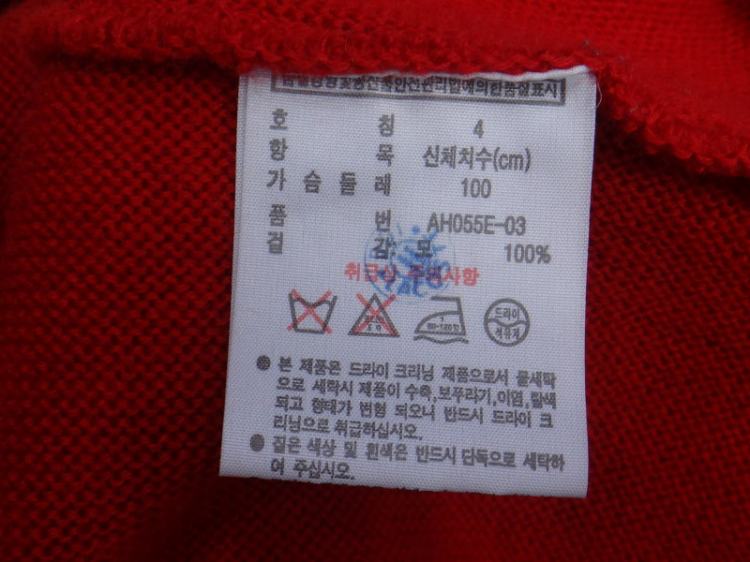 품질경영및공산품안전관리법에의한품질표시
호 칭 4
항 목 신체치수(cm)
가 슴 둘 레 100
품 번 AH055E-03
겉 감: 모 100%
취급상 주의사항
드라이
석유계
● 본 제품은 드라이 크리닝 제품으로서 물세탁
으로 세탁시 제품이 수축,보푸라기,이염,탈색
되고 형태가 변형 되오니 반드시 드라이 크
리닝으로 취급하십시오.
● 짙은 색상 및 흰색은 반드시 단독으로 세탁하
여 주십시오.